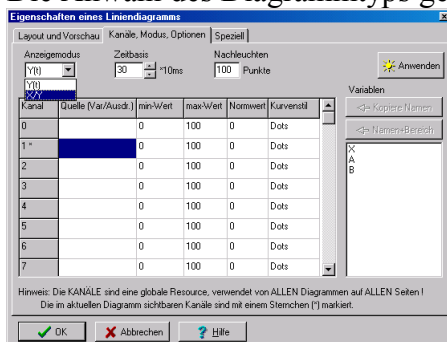 Die Anwahl des Diagrammtyps ge
Eigenschaften eines Liniendiagramms
Layout und Vorschau Kanäle, Modus, Optionen Speziell
Anzeigemodus Zeitbasis Nachleuchten
Y(t) 30 *10ms 100 Punkte Anwenden
Y(t)
X/Y
Variablen
Kanal Quelle (Var/Ausdr.) min-Wert max-Wert Normwert Kurvenstil
<= Kopiere Namen
<= Namen+Bereich
0 0 100 0 Dots
1 * 0 100 0 Dots
2 0 100 0 Dots
3 0 100 0 Dots
4 0 100 0 Dots
5 0 100 0 Dots
6 0 100 0 Dots
7 0 100 0 Dots
X
A
B
Hinweis: Die KANÄLE sind eine globale Resource, verwendet von ALLEN Diagrammen auf ALLEN Seiten !
Die im aktuellen Diagramm sichtbaren Kanäle sind mit einem Sternchen (*) markiert.
OK Abbrechen Hilfe